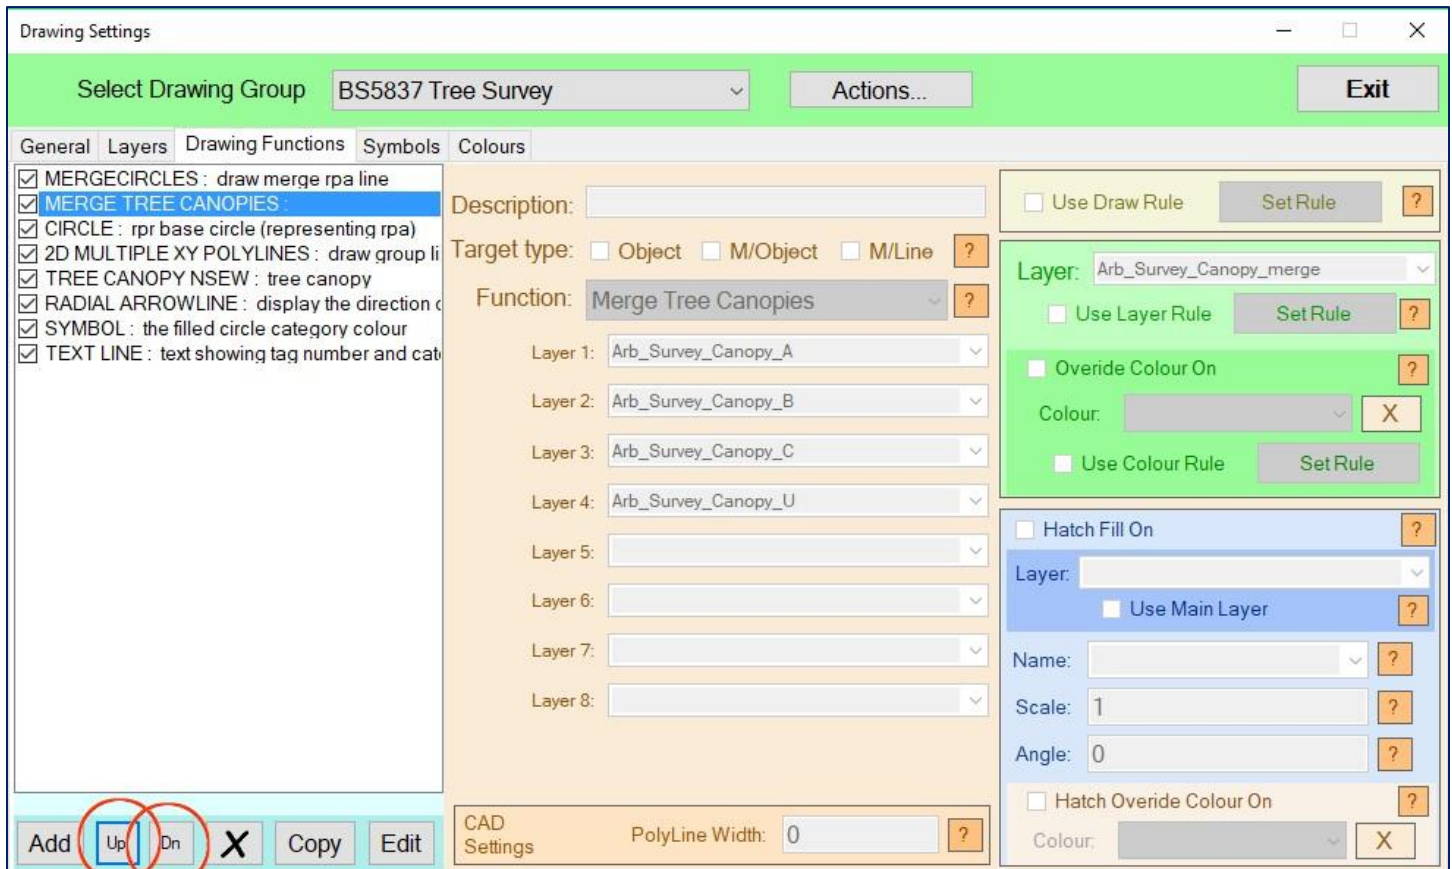 Drawing Settings
Select Drawing Group BS5837 Tree Survey Actions... Exit
General Layers Drawing Functions Symbols Colours
MERGECIRCLES : draw merge rpa line
MERGE TREE CANOPIES :
CIRCLE : rpr base circle (representing rpa)
2D MULTIPLE XY POLYLINES : draw group li
TREE CANOPY NSEW : tree canopy
RADIAL ARROWLINE : display the direction o
SYMBOL : the filled circle category colour
TEXT LINE : text showing tag number and cat
Add Up Dn X Copy Edit
Description:
Target type: Object M/Object M/Line ?
Function: Merge Tree Canopies ?
Layer 1: Arb_Survey_Canopy_A
Layer 2: Arb_Survey_Canopy_B
Layer 3: Arb_Survey_Canopy_C
Layer 4: Arb_Survey_Canopy_U
Layer 5:
Layer 6:
Layer 7:
Layer 8:
CAD
Settings
PolyLine Width: 0 ?
Use Draw Rule Set Rule ?
Layer: Arb_Survey_Canopy_merge
Use Layer Rule Set Rule ?
Overide Colour On ?
Colour: X
Use Colour Rule Set Rule
Hatch Fill On ?
Layer:
Use Main Layer ?
Name: ?
Scale: 1 ?
Angle: 0 ?
Hatch Overide Colour On ?
Colour: X